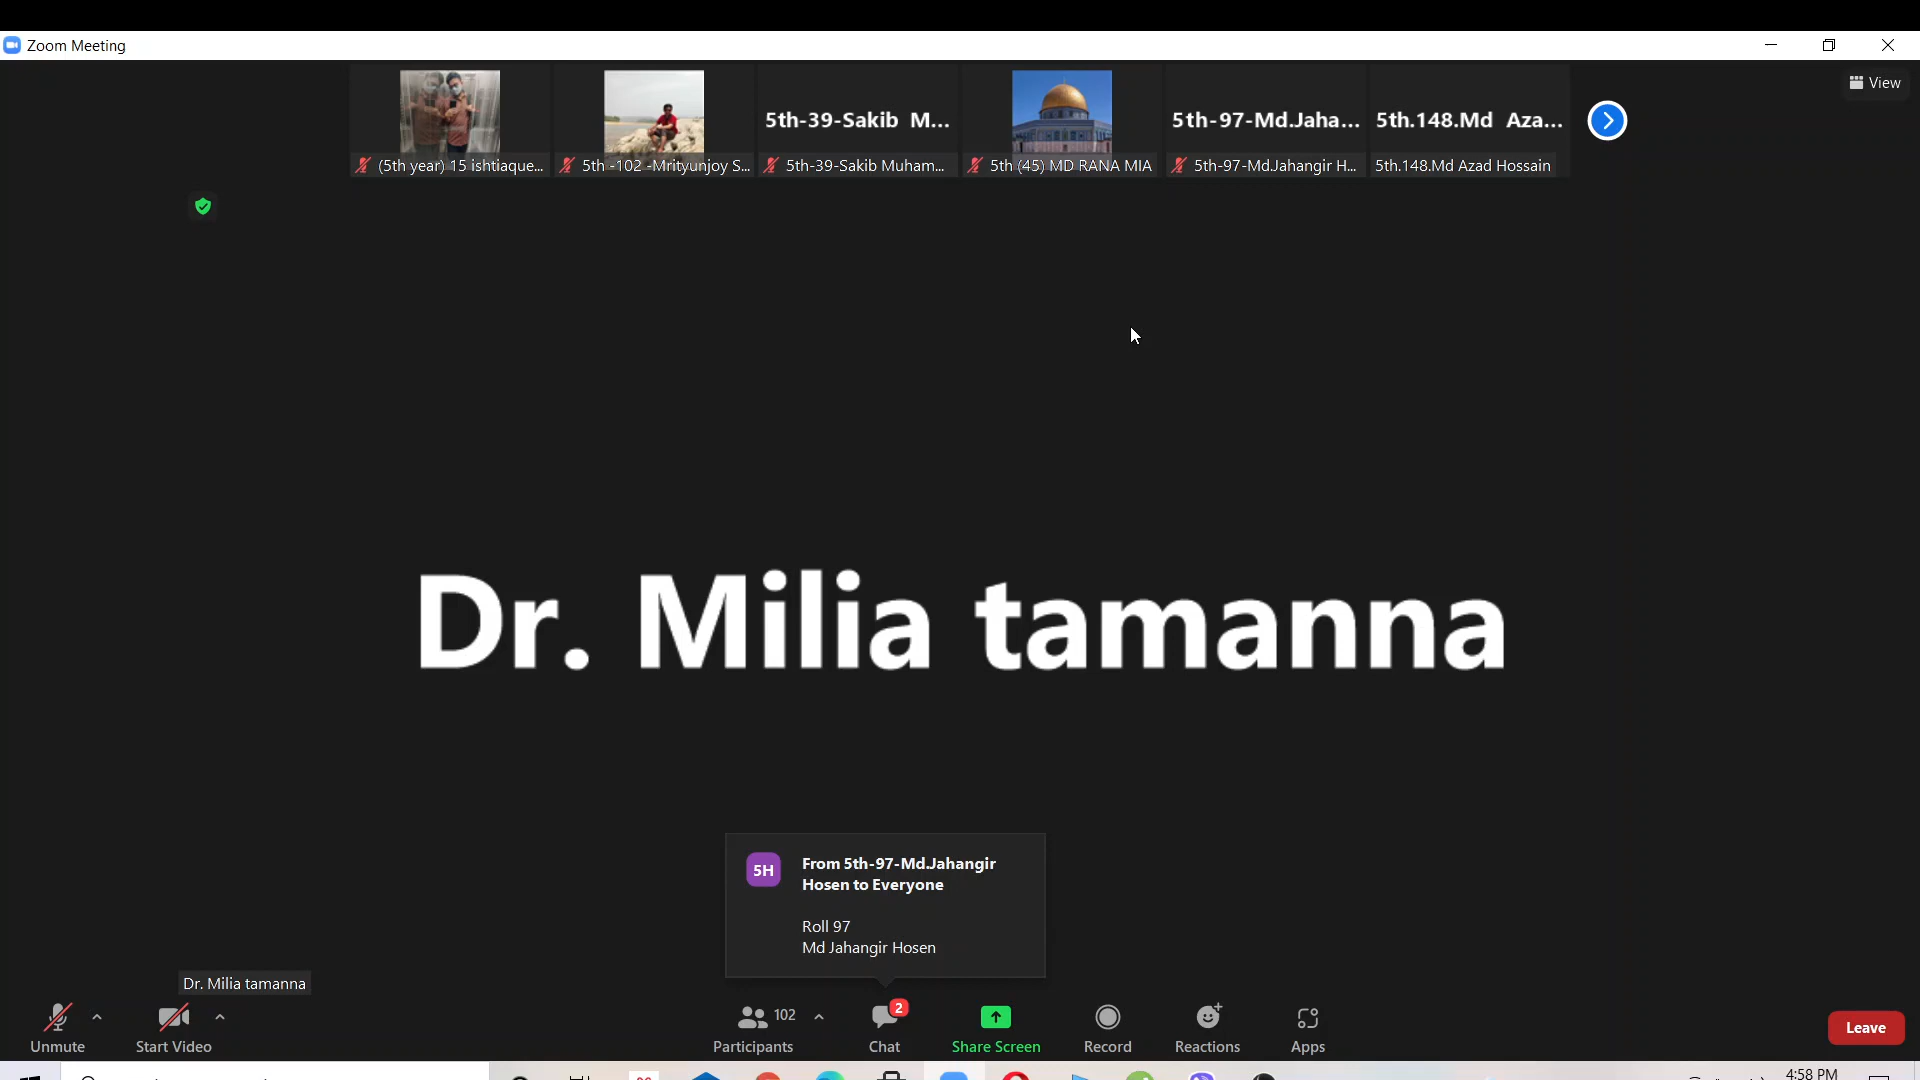 Zoom Meeting
View
5th-39-Sakib M...
5th-97-Md.Jaha...
5th.148.Md Aza...
(5th year) 15 ishtiaque...
5th -102 -Mrityunjoy S...
5th-39-Sakib Muham...
5th (45) MD RANA MIA
5th-97-Md.Jahangir H...
5th.148.Md Azad Hossain
Dr. Milia tamanna
5H
From 5th-97-Md.Jahangir
Hosen to Everyone
Roll 97
Md Jahangir Hosen
Dr. Milia tamanna
102
2
Unmute
Start Video
Participants
Chat
Share Screen
Record
Reactions
Apps
Leave
4:58 PM